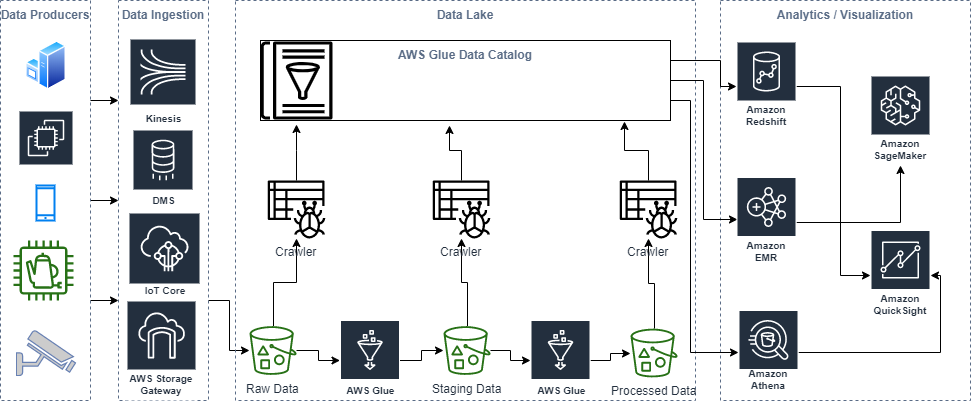 Data Producers
Data Ingestion
Data Lake
Analytics / Visualization
AWS Glue Data Catalog
Kinesis
DMS
IoT Core
AWS Storage
Gateway
Crawler
Crawler
Crawler
Raw Data
AWS Glue
Staging Data
AWS Glue
Processed Data
Amazon
Redshift
Amazon
SageMaker
Amazon
EMR
Amazon
QuickSight
Amazon
Athena